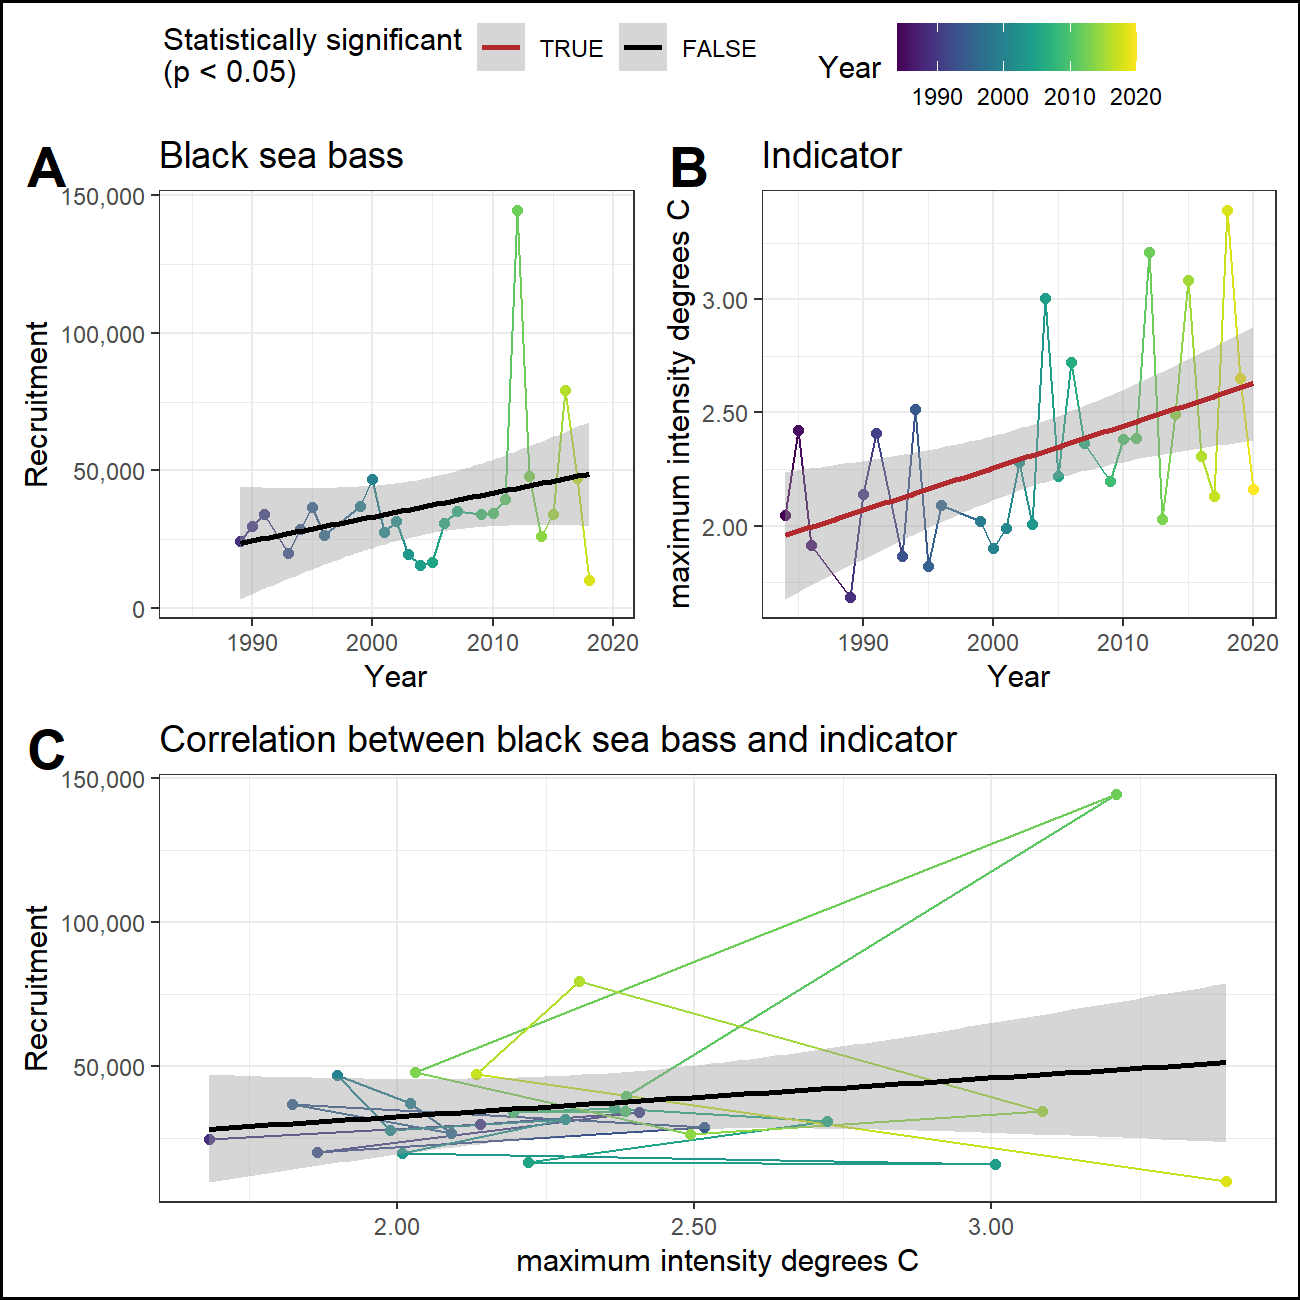 Statistically significant
(p < 0.05)
TRUE
FALSE
Year
1990 2000 2010 2020
A
Black sea bass
150,000
100,000
50,000
0
Recruitment
1990 2000 2010 2020
Year
B
Indicator
maximum intensity degrees C
3.00
2.50
2.00
1990 2000 2010 2020
Year
C
Correlation between black sea bass and indicator
150,000
100,000
50,000
Recruitment
2.00 2.50 3.00
maximum intensity degrees C